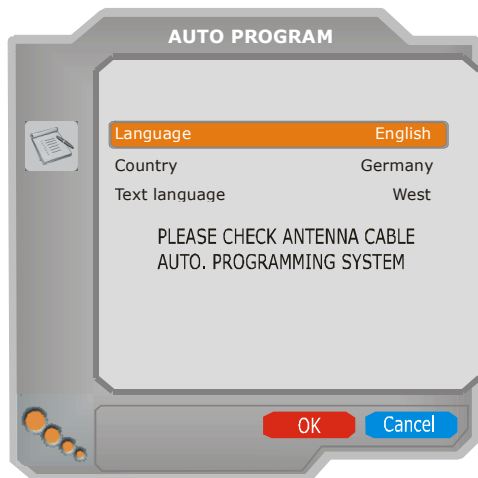 AUTO PROGRAM
Language English
Country Germany
Text language West
PLEASE CHECK ANTENNA CABLE
AUTO. PROGRAMMING SYSTEM
OK Cancel